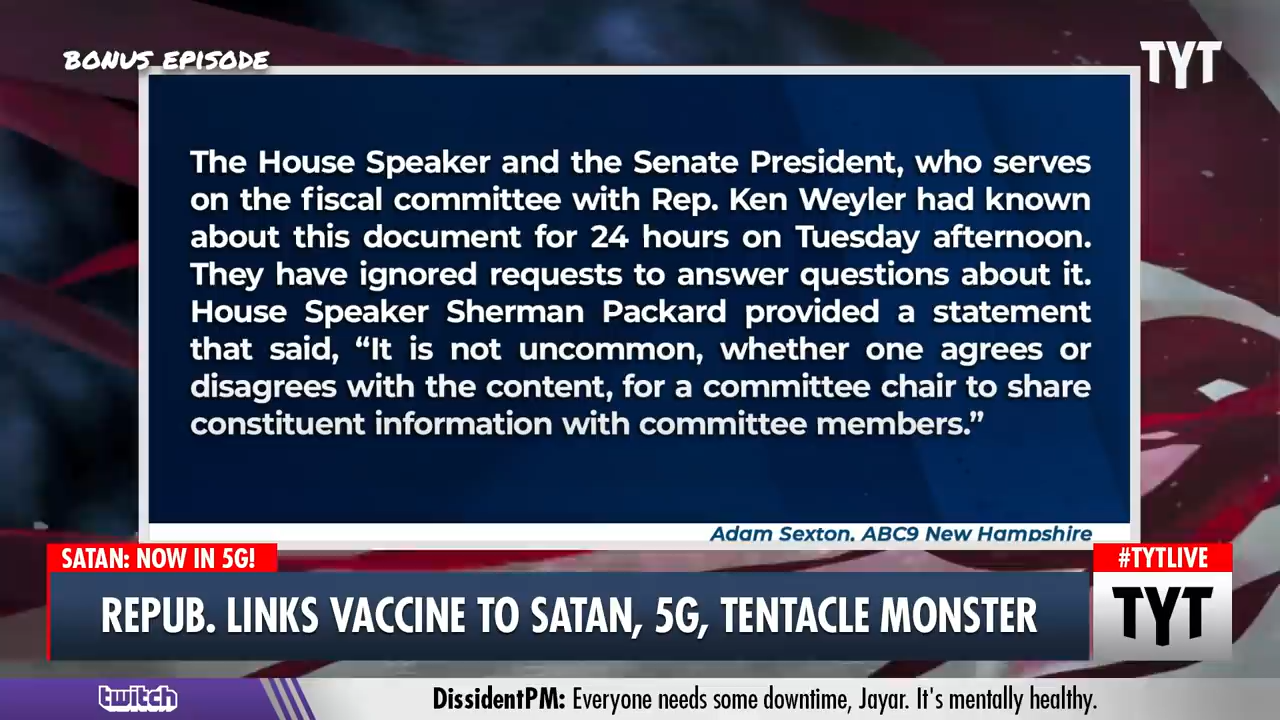 BONUS EPISODE
TYT
The House Speaker and the Senate President, who serves
on the fiscal committee with Rep. Ken Weyler had known
about this document for 24 hours on Tuesday afternoon.
They have ignored requests to answer questions about it.
House Speaker Sherman Packard provided a statement
that said, “It is not uncommon, whether one agrees or
disagrees with the content, for a committee chair to share
constituent information with committee members.”
Adam Sexton, ABC9 New Hampshire
SATAN: NOW IN 5G!
#TYTLIVE
REPUB. LINKS VACCINE TO SATAN, 5G, TENTACLE MONSTER
TYT
twitch
DissidentPM: Everyone needs some downtime, Jayar. It's mentally healthy.